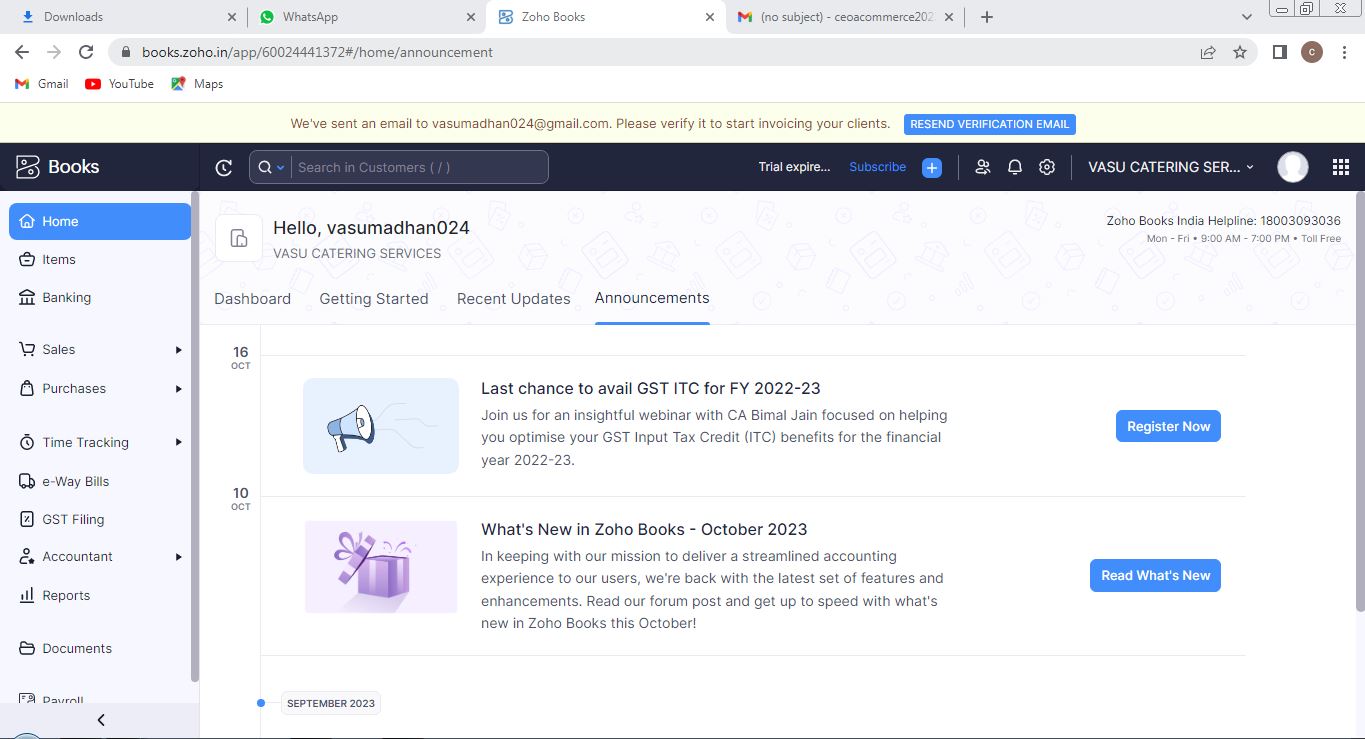 Downloads
WhatsApp
Zoho Books
(no subject) - ceoacommerce202
books.zoho.in/app/60024441372#/home/announcement
C
Gmail
YouTube
Maps
We've sent an email to vasumadhan024@gmail.com. Please verify it to start invoicing your clients.
RESEND VERIFICATION EMAIL
Books
Search in Customers ( / )
Trial expire...
Subscribe
VASU CATERING SER...
Home
Items
Banking
Sales
Purchases
Time Tracking
e-Way Bills
GST Filing
Accountant
Reports
Documents
Payroll
Hello, vasumadhan024
VASU CATERING SERVICES
Zoho Books India Helpline: 18003093036
Mon - Fri • 9:00 AM - 7:00 PM • Toll Free
Dashboard
Getting Started
Recent Updates
Announcements
16
OCT
Last chance to avail GST ITC for FY 2022-23
Join us for an insightful webinar with CA Bimal Jain focused on helping
you optimise your GST Input Tax Credit (ITC) benefits for the financial
year 2022-23.
Register Now
10
OCT
What's New in Zoho Books - October 2023
In keeping with our mission to deliver a streamlined accounting
experience to our users, we're back with the latest set of features and
enhancements. Read our forum post and get up to speed with what's
new in Zoho Books this October!
Read What's New
SEPTEMBER 2023